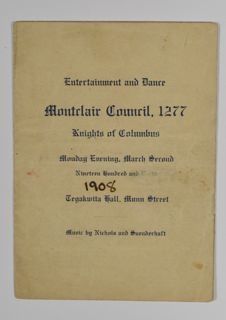 Entertainment and Dance
Montclair Council, 1277
Knights of Columbus
Monday Evening, March Second
Nineteen Hundred and
1908
Tegakwita Hall, Munn Street
Music by Nichols and